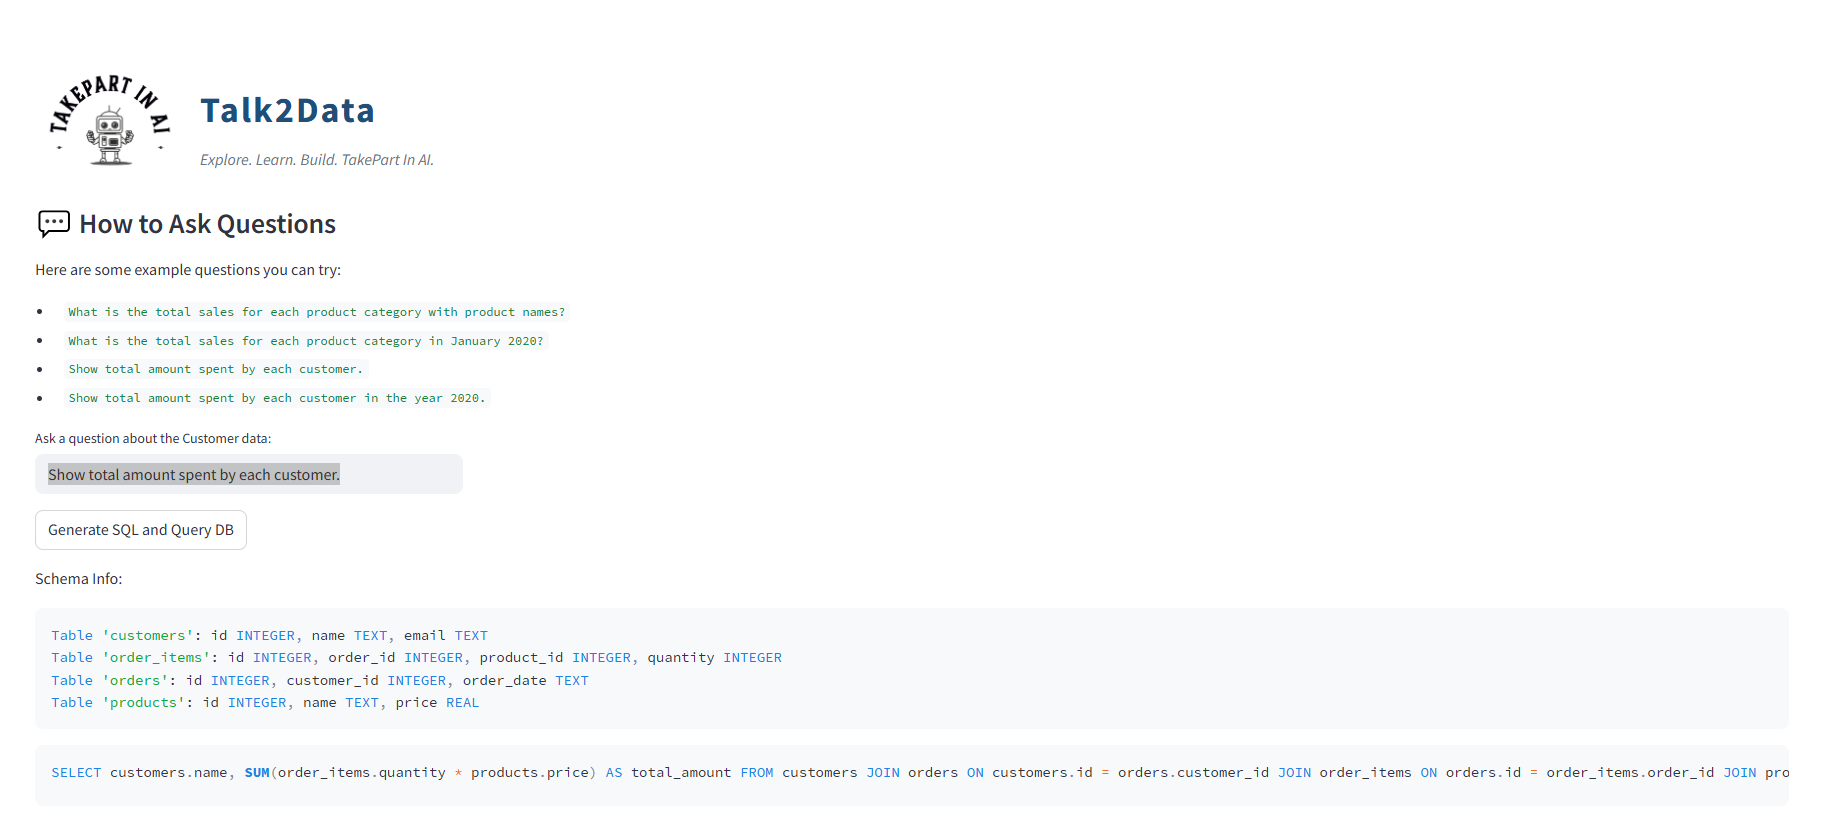 TAKEPART IN AI
Talk2Data
Explore. Learn. Build. TakePart In AI.
How to Ask Questions
Here are some example questions you can try:
What is the total sales for each product category with product names?
What is the total sales for each product category in January 2020?
Show total amount spent by each customer.
Show total amount spent by each customer in the year 2020.
Ask a question about the Customer data:
Show total amount spent by each customer.
Generate SQL and Query DB
Schema Info:
Table 'customers': id INTEGER, name TEXT, email TEXT
Table 'order_items': id INTEGER, order_id INTEGER, product_id INTEGER, quantity INTEGER
Table 'orders': id INTEGER, customer_id INTEGER, order_date TEXT
Table 'products': id INTEGER, name TEXT, price REAL
SELECT customers.name, SUM(order_items.quantity * products.price) AS total_amount FROM customers JOIN orders ON customers.id = orders.customer_id JOIN order_items ON orders.id = order_items.order_id JOIN pro